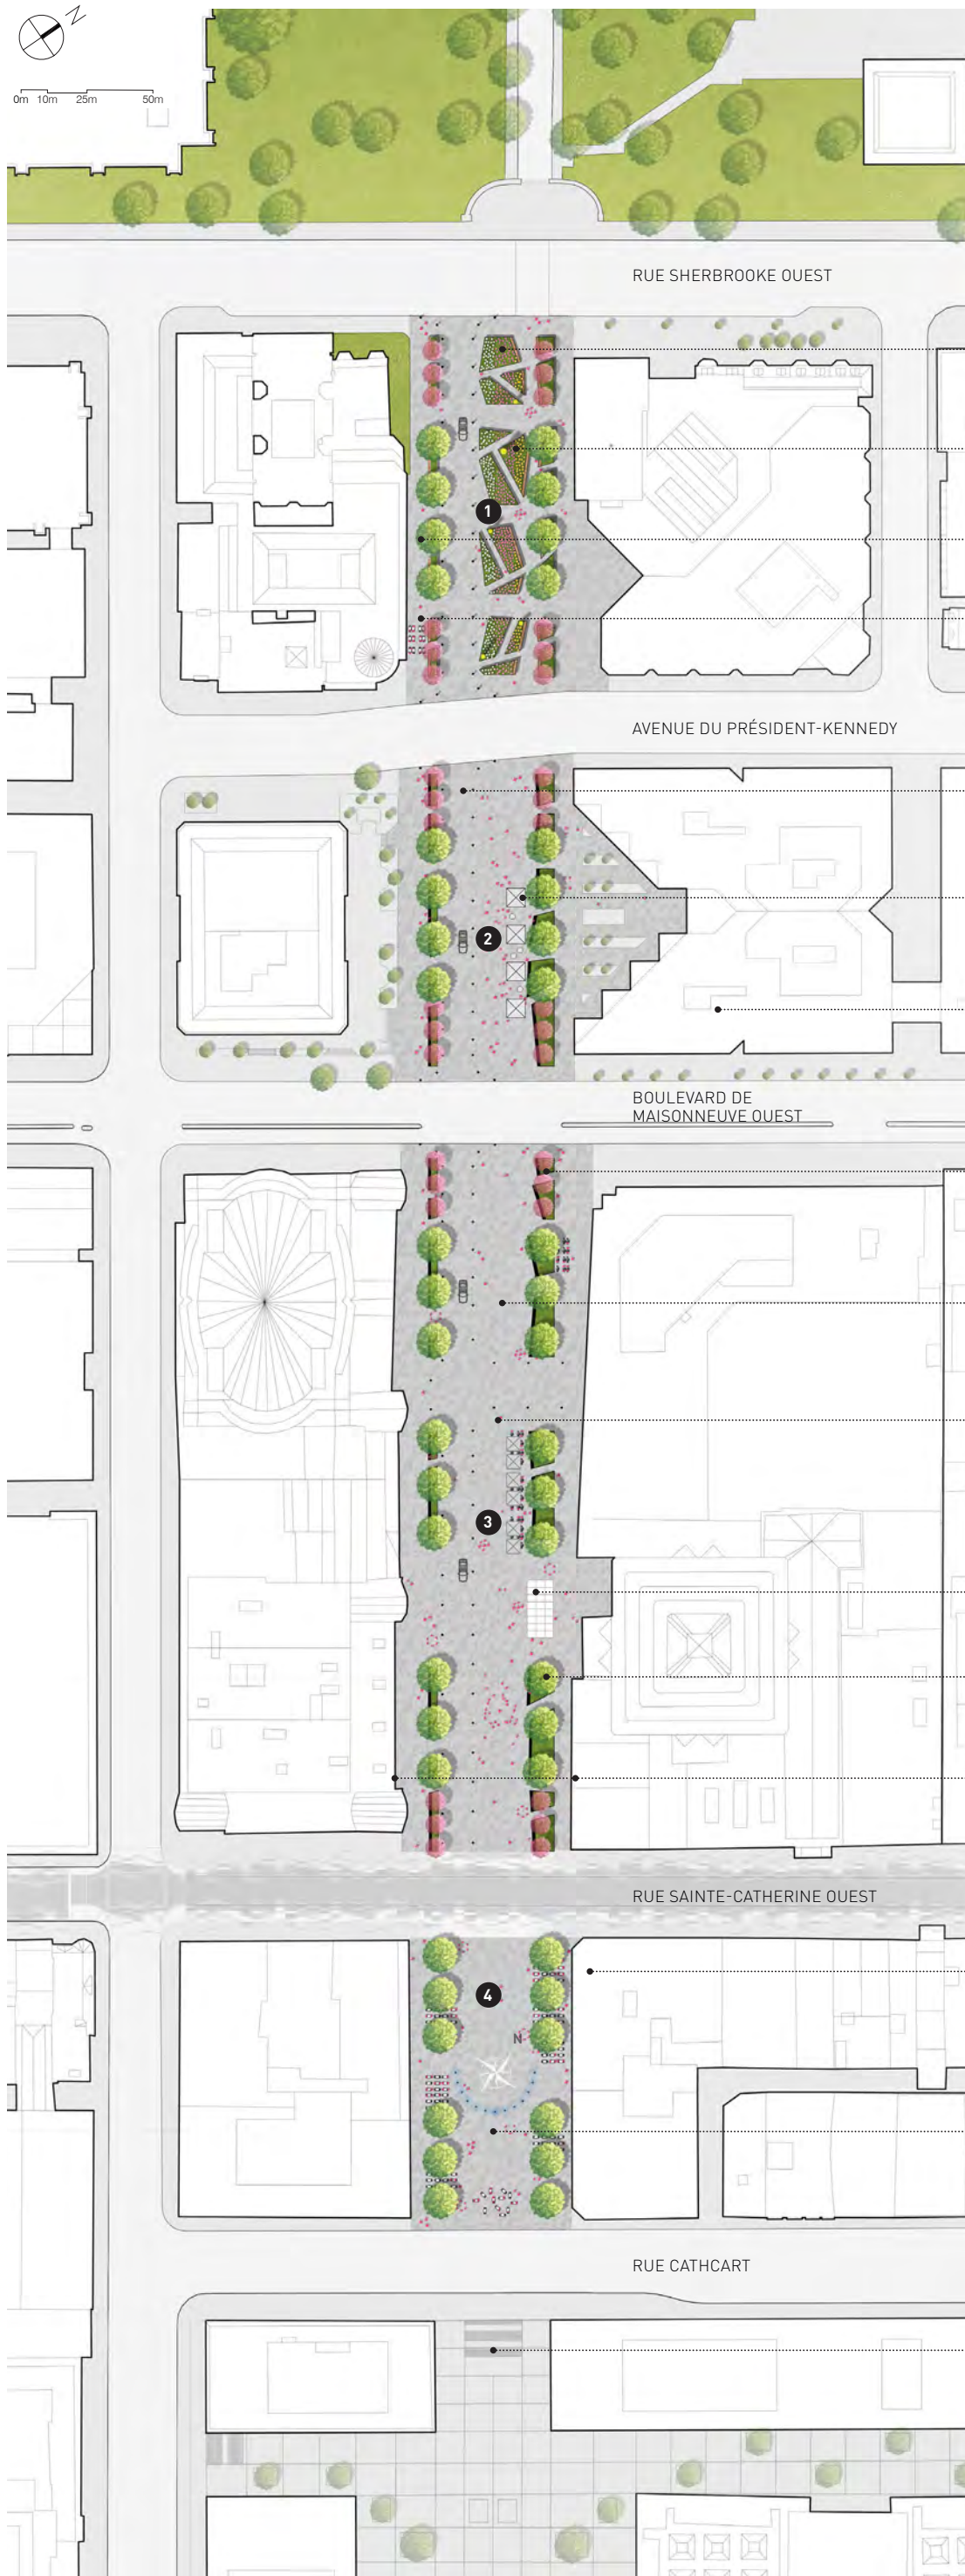 N
0m 10m 25m 50m
RUE SHERBROOKE OUEST
1
AVENUE DU PRÉSIDENT-KENNEDY
2
BOULEVARD DE
MAISONNEUVE OUEST
3
RUE SAINTE-CATHERINE OUEST
4
N
RUE CATHCART